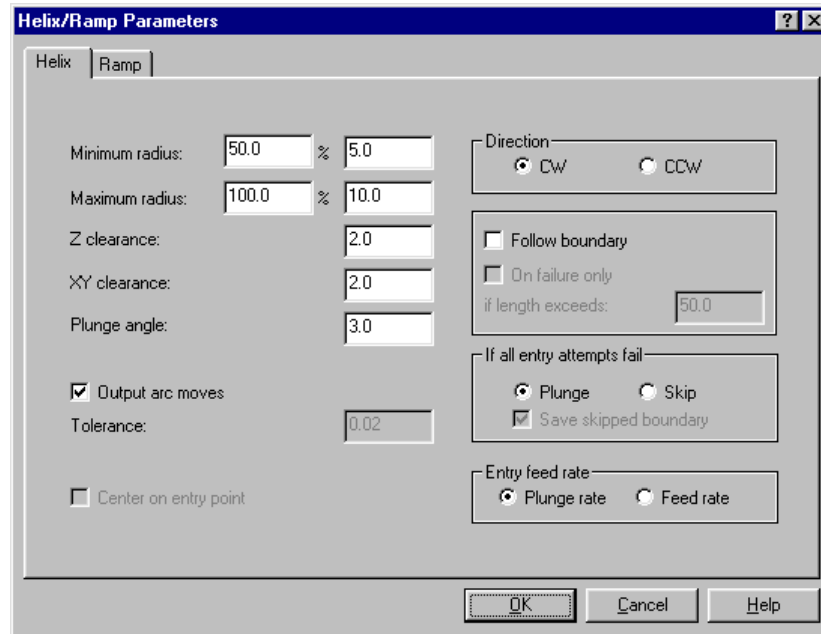 Helix/Ramp Parameters
Helix Ramp
Minimum radius: 50.0 % 5.0
Maximum radius: 100.0 % 10.0
Z clearance: 2.0
XY clearance: 2.0
Plunge angle: 3.0
Output arc moves
Tolerance: 0.02
Center on entry point
Direction
CW CCW
Follow boundary
On failure only
if length exceeds: 50.0
If all entry attempts fail
Plunge Skip
Save skipped boundary
Entry feed rate
Plunge rate Feed rate
OK Cancel Help